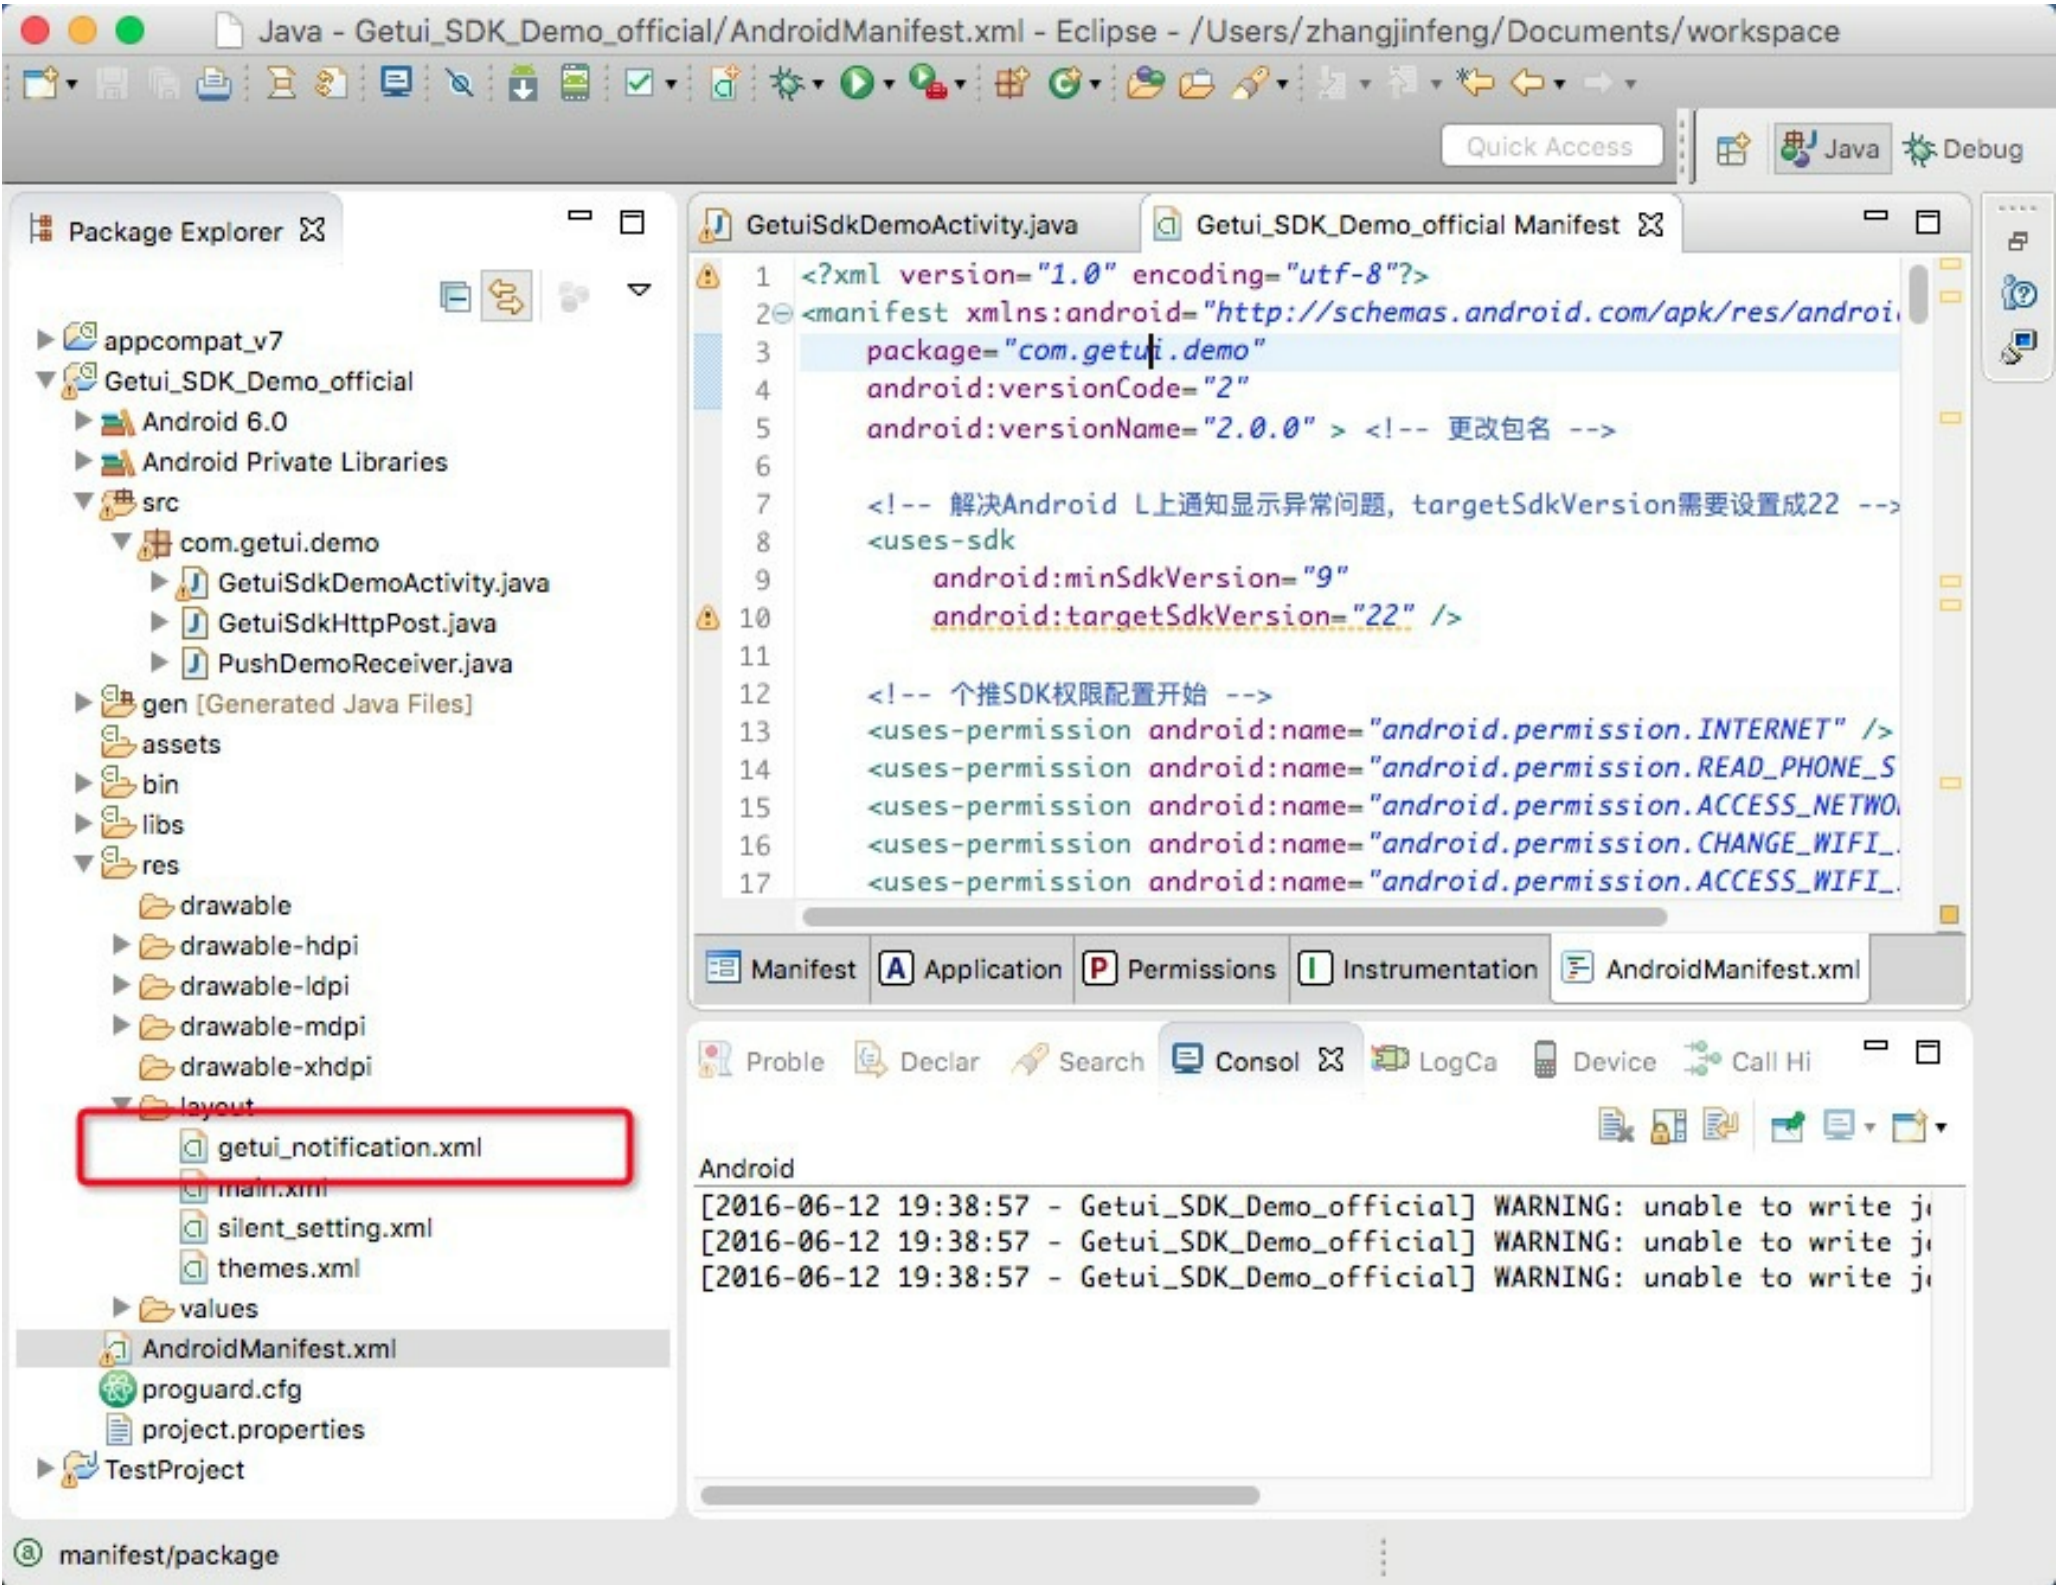 Java - Getui_SDK_Demo_official/AndroidManifest.xml - Eclipse - /Users/zhangjinfeng/Documents/workspace
Quick Access
Java
Debug
Package Explorer
appcompat_v7
Getui_SDK_Demo_official
Android 6.0
Android Private Libraries
src
com.getui.demo
GetuiSdkDemoActivity.java
GetuiSdkHttpPost.java
PushDemoReceiver.java
gen [Generated Java Files]
assets
bin
libs
res
drawable
drawable-hdpi
drawable-ldpi
drawable-mdpi
drawable-xhdpi
layout
getui_notification.xml
main.xml
silent_setting.xml
themes.xml
values
AndroidManifest.xml
proguard.cfg
project.properties
TestProject
GetuiSdkDemoActivity.java
Getui_SDK_Demo_official Manifest
1 <?xml version="1.0" encoding="utf-8"?>
2 <manifest xmlns:android="http://schemas.android.com/apk/res/androi
3 package="com.getui.demo"
4 android:versionCode="2"
5 android:versionName="2.0.0" > <!-- 更改包名 -->
6
7 <!-- 解决Android L上通知显示异常问题，targetSdkVersion需要设置成22 -->
8 <uses-sdk
9 android:minSdkVersion="9"
10 android:targetSdkVersion="22" />
11
12 <!-- 个推SDK权限配置开始 -->
13 <uses-permission android:name="android.permission.INTERNET" />
14 <uses-permission android:name="android.permission.READ_PHONE_S
15 <uses-permission android:name="android.permission.ACCESS_NETWO
16 <uses-permission android:name="android.permission.CHANGE_WIFI_
17 <uses-permission android:name="android.permission.ACCESS_WIFI_
Manifest
A Application
P Permissions
I Instrumentation
AndroidManifest.xml
Proble
Declar
Search
Consol
LogCa
Device
Call Hi
Android
[2016-06-12 19:38:57 - Getui_SDK_Demo_official] WARNING: unable to write j
[2016-06-12 19:38:57 - Getui_SDK_Demo_official] WARNING: unable to write j
[2016-06-12 19:38:57 - Getui_SDK_Demo_official] WARNING: unable to write j
manifest/package